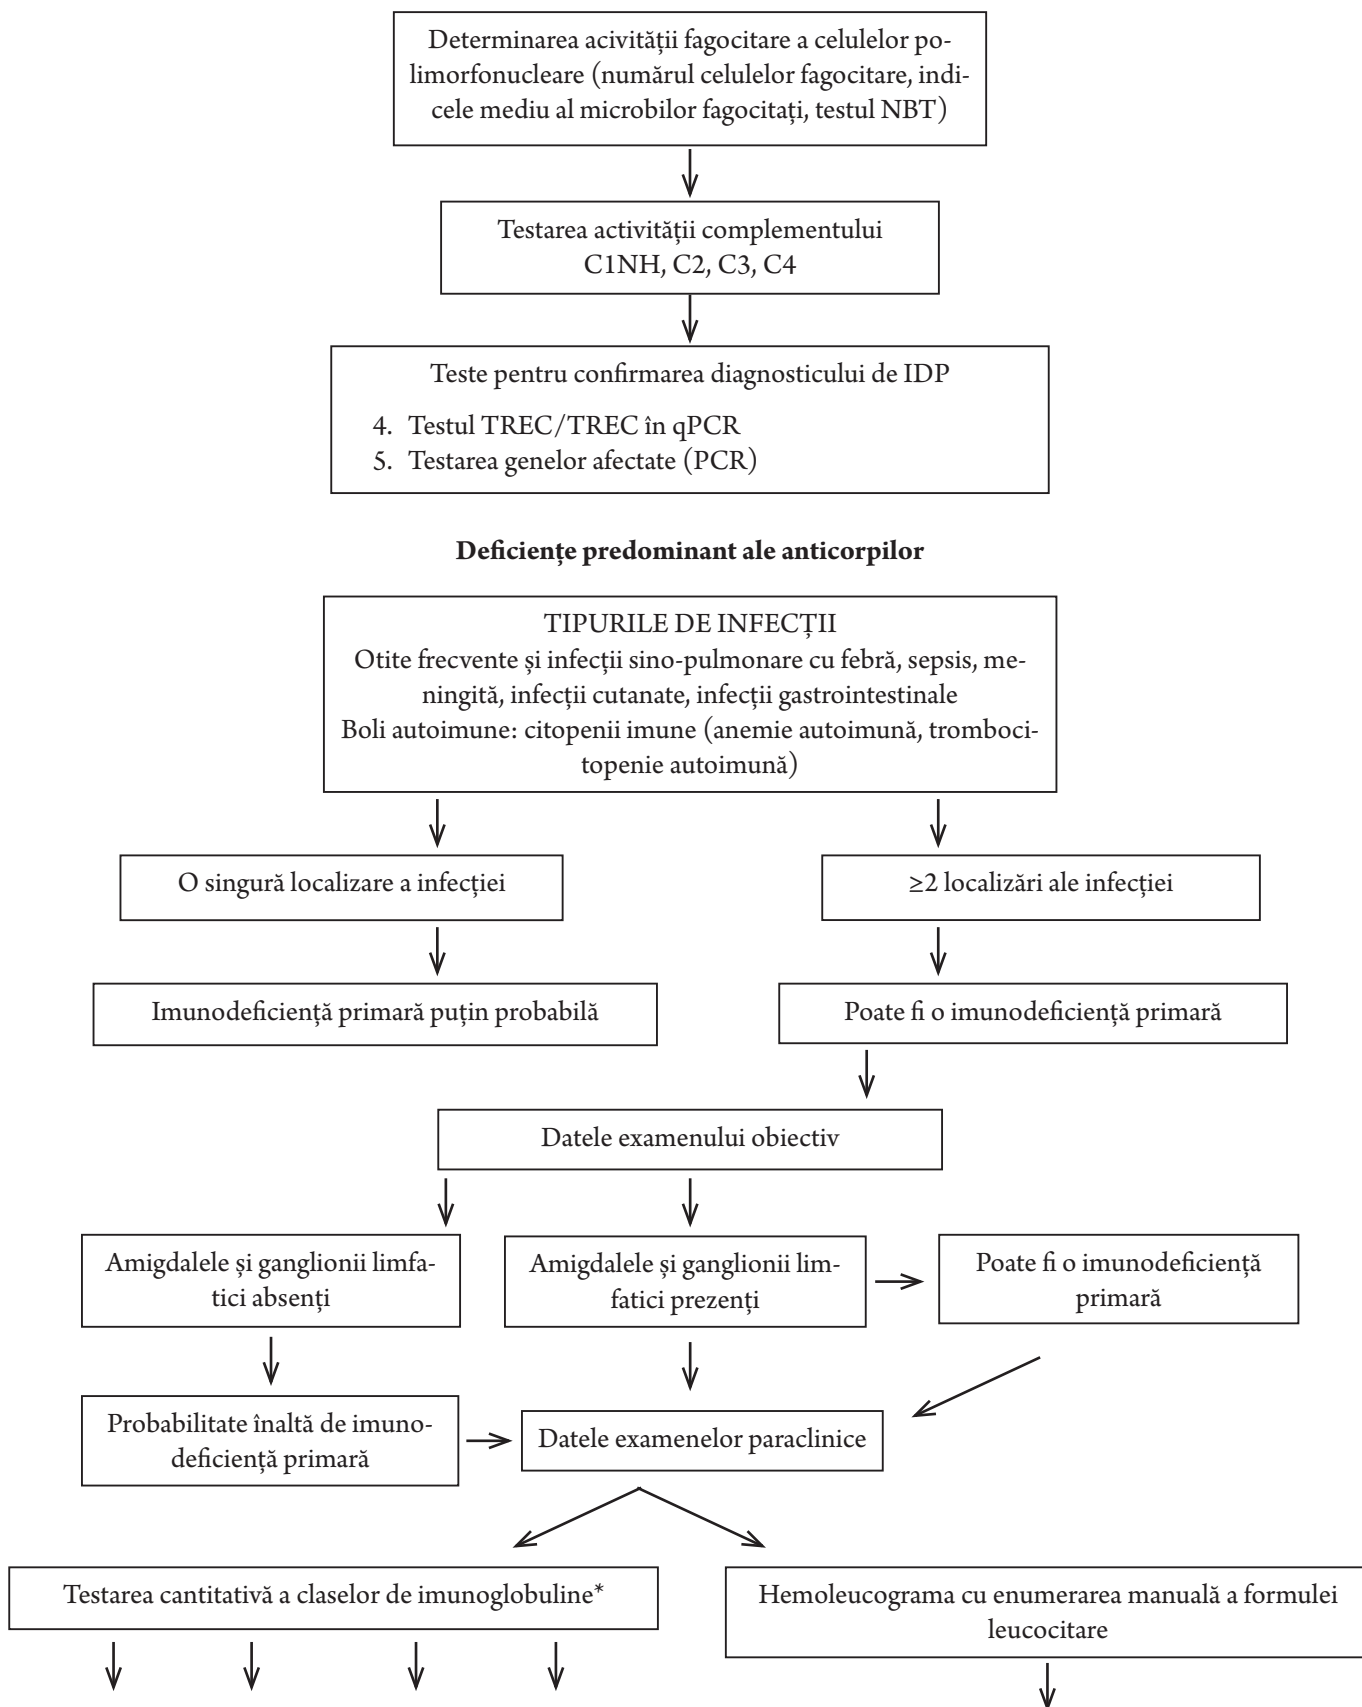 Determinarea acivității fagocitare a celulelor po-
limorfonucleare (numărul celulelor fagocitare, indi-
cele mediu al microbilor fagocitați, testul NBT)
Testarea activității complementului
C1NH, C2, C3, C4
Teste pentru confirmarea diagnosticului de IDP
4. Testul TREC/TREC în qPCR
5. Testarea genelor afectate (PCR)
Deficiențe predominant ale anticorpilor
TIPURILE DE INFECȚII
Otite frecvente și infecții sino-pulmonare cu febră, sepsis, me-
ningită, infecții cutanate, infecții gastrointestinale
Boli autoimune: citopenii imune (anemie autoimună, tromboci-
topenie autoimună)
O singură localizare a infecției
≥2 localizări ale infecției
Imunodeficiență primară puțin probabilă
Poate fi o imunodeficiență primară
Datele examenului obiectiv
Amigdalele și ganglionii limfa-
tici absenți
Amigdalele și ganglionii lim-
fatici prezenți
Poate fi o imunodeficiență
primară
Probabilitate înaltă de imuno-
deficiență primară
Datele examenelor paraclinice
Testarea cantitativă a claselor de imunoglobuline*
Hemoleucograma cu enumerarea manuală a formulei
leucocitare